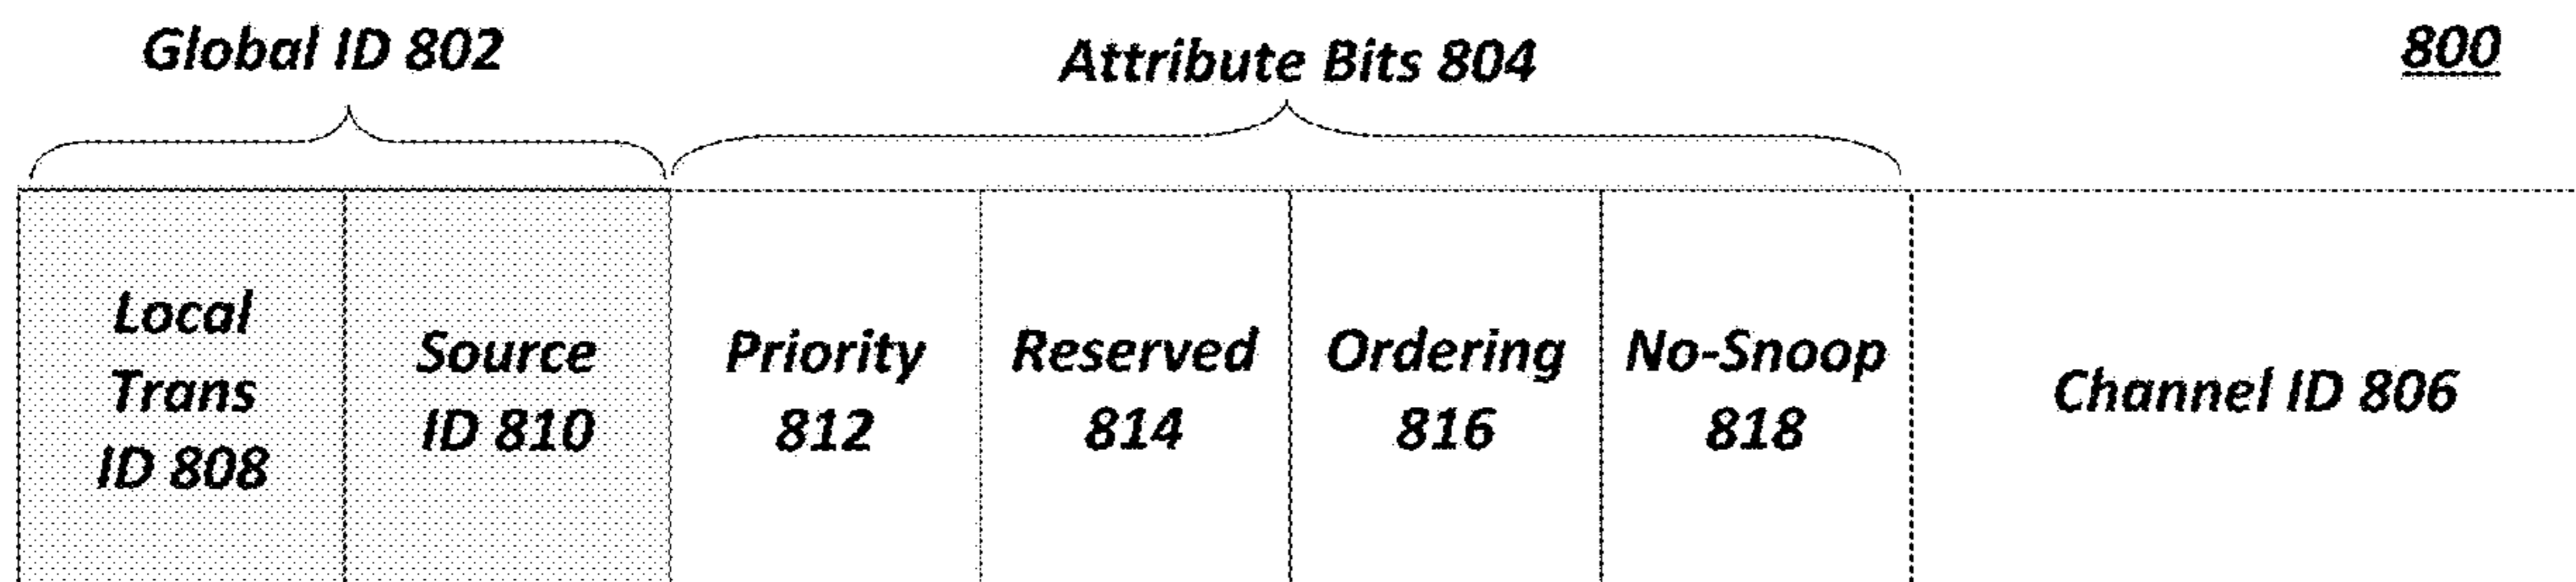 Global ID 802
Attribute Bits 804
800
Local
Trans
ID 808
Source
ID 810
Priority
812
Reserved
814
Ordering
816
No-Snoop
818
Channel ID 806